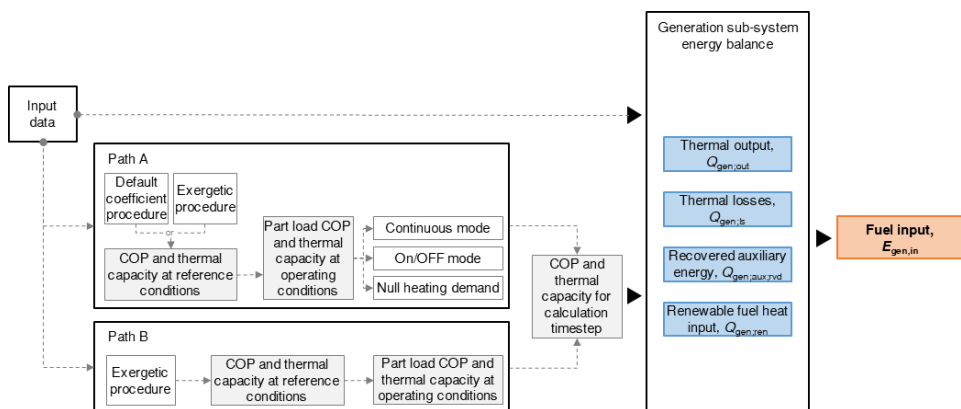 Generation sub-system
energy balance
Input
data
Path A
Default
coefficient
procedure
Exergetic
procedure
or
COP and thermal
capacity at reference
conditions
Part load COP
and thermal
capacity at
operating
conditions
Continuous mode
On/OFF mode
Null heating demand
COP and
thermal
capacity for
calculation
timestep
Path B
Exergetic
procedure
COP and thermal
capacity at reference
conditions
Part load COP and
thermal capacity at
operating conditions
Thermal output,
Qgen;out
Thermal losses,
Qgen;ls
Recovered auxiliary
energy, Qgen;aux,rvd
Renewable fuel heat
input, Qgen;ren
Fuel input,
Egen,in